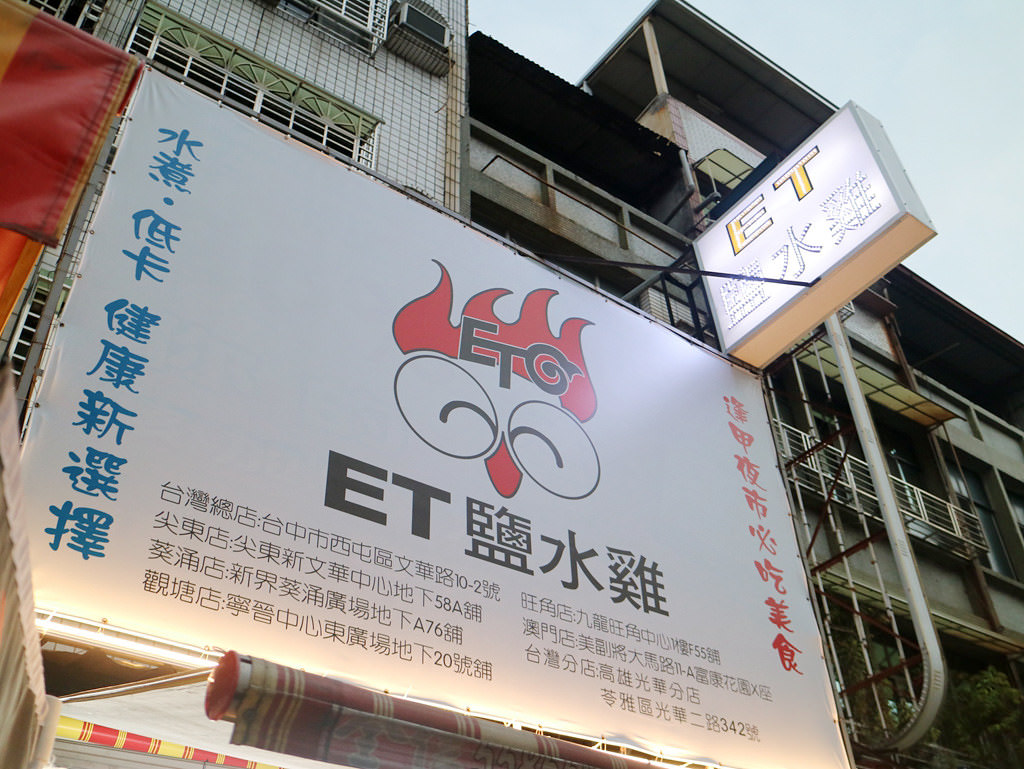 水煮·低卡 健康新選擇
ETG
ET 鹽水雞
台灣總店:台中市西屯區文華路10-2號
尖東店:尖東新文華中心地下58A舖
葵涌店:新界葵涌廣場地下A76舖
觀塘店:寧晉中心東廣場地下20號舖
旺角店:九龍旺角中心1樓F55舖
澳門店:美副將大馬路11-A富康花園X座
台灣分店:高雄光華分店
苓雅區光華二路342號
逢甲夜市必吃美食
ET
鹽水雞